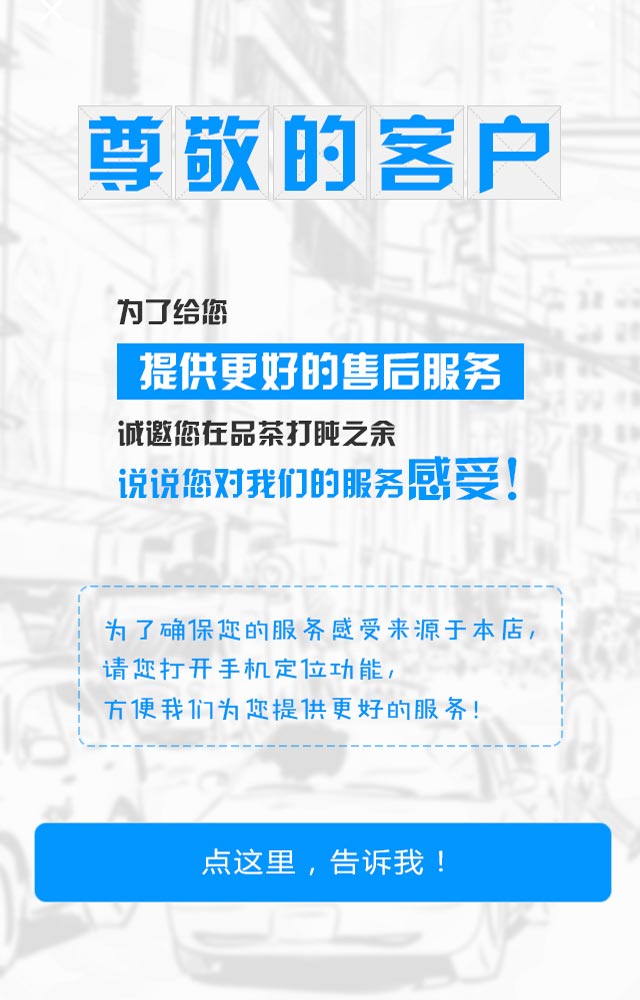 尊敬的客户
为了给您
提供更好的售后服务
诚邀您在品茶打盹之余
说说您对我们的服务感受!
为了确保您的服务感受来源于本店,
请您打开手机定位功能,
方便我们为您提供更好的服务!
点这里，告诉我！